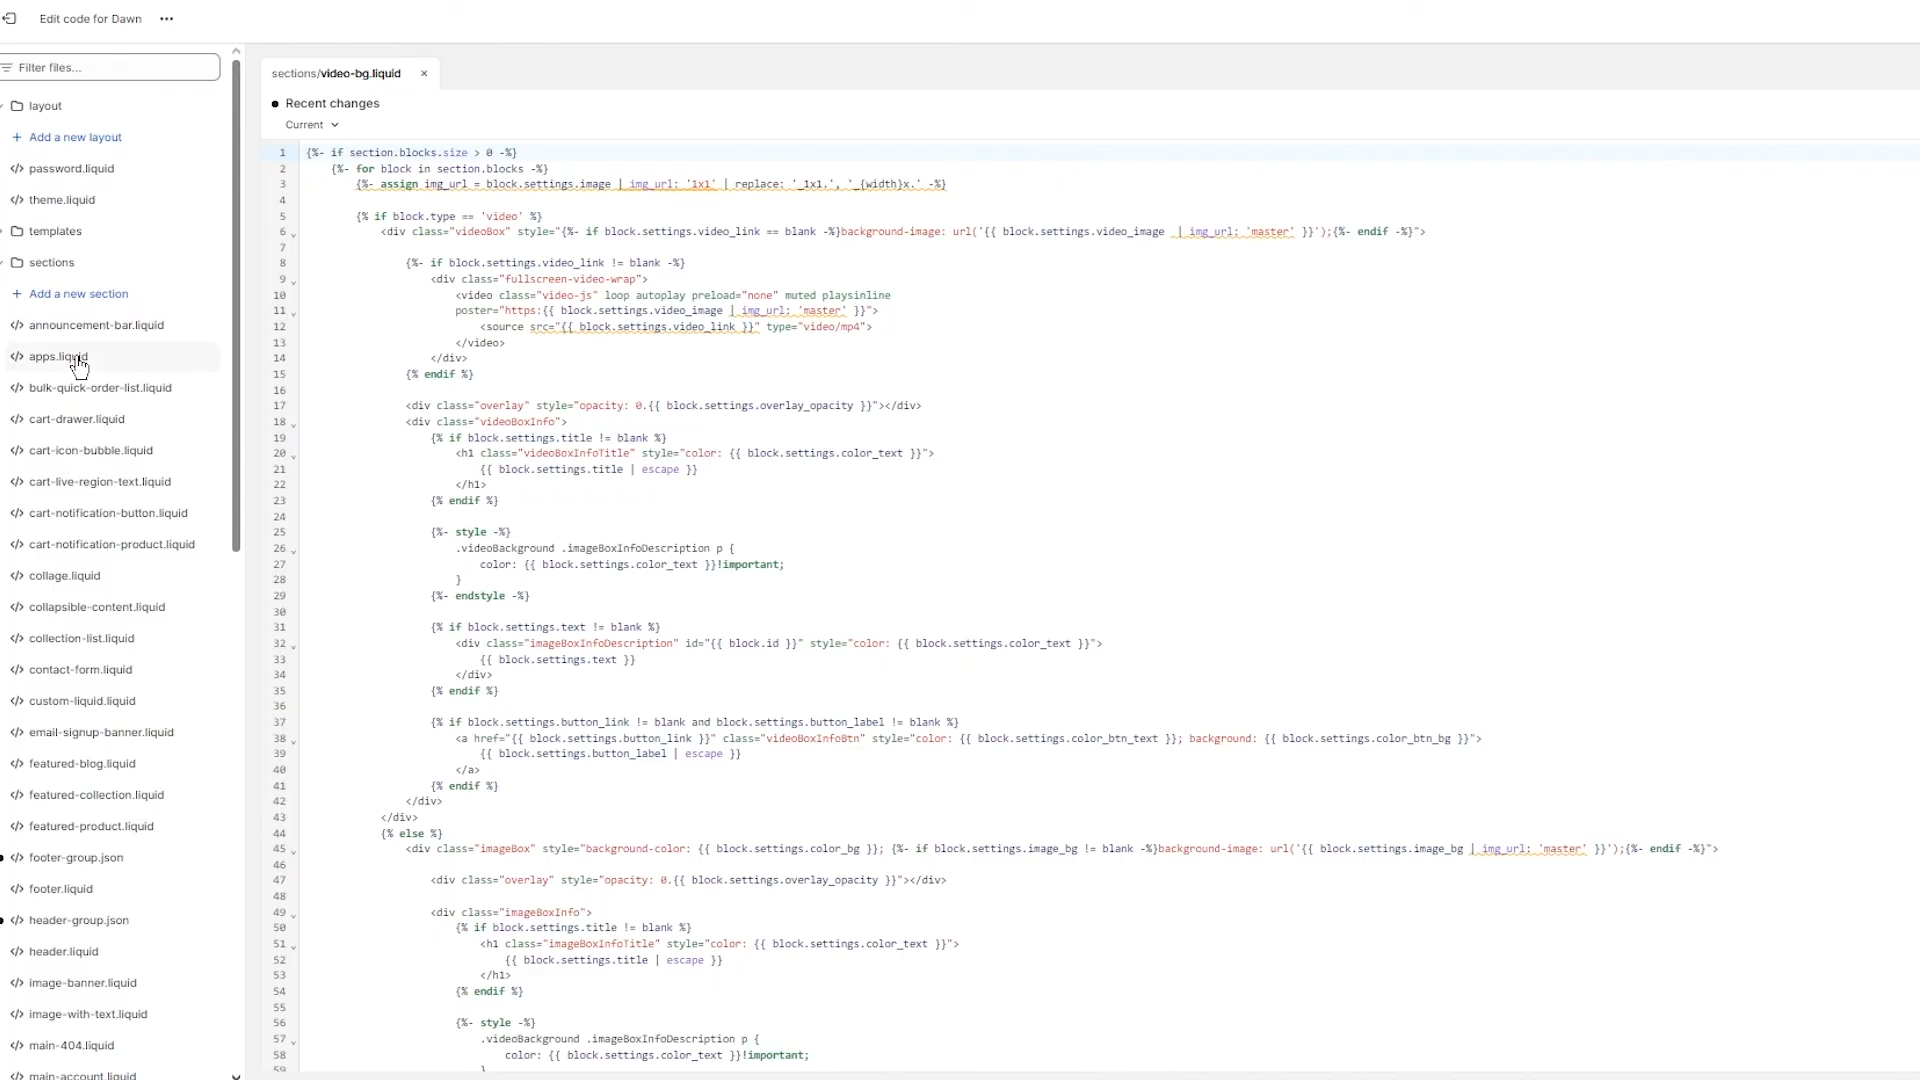 Edit code for Dawn
Filter files...
layout
+ Add a new layout
</> password.liquid
</> theme.liquid
templates
sections
+ Add a new section
</> announcement-bar.liquid
</> apps.liquid
</> bulk-quick-order-list.liquid
</> cart-drawer.liquid
</> cart-icon-bubble.liquid
</> cart-live-region-text.liquid
</> cart-notification-button.liquid
</> cart-notification-product.liquid
</> collage.liquid
</> collapsible-content.liquid
</> collection-list.liquid
</> contact-form.liquid
</> custom-liquid.liquid
</> email-signup-banner.liquid
</> featured-blog.liquid
</> featured-collection.liquid
</> featured-product.liquid
</> footer-group.json
</> footer.liquid
</> header-group.json
</> header.liquid
</> image-banner.liquid
</> image-with-text.liquid
</> main-404.liquid
</> main-account.liquid
sections/video-bg.liquid ×
Recent changes
Current
1 {%- if section.blocks.size > 0 -%}
2 {%- for block in section.blocks -%}
3 {%- assign img_url = block.settings.image | img_url: '1x1' | replace: '_1x1.', '_{width}x.' -%}
4
5 {% if block.type == 'video' %}
6 <div class="videoBox" style="{%- if block.settings.video_link == blank -%}background-image: url('{{ block.settings.video_image | img_url: 'master' }}');{%- endif -%}">
7
8 {%- if block.settings.video_link != blank -%}
9 <div class="fullscreen-video-wrap">
10 <video class="video-js" loop autoplay preload="none" muted playsinline
11 poster="https:{{ block.settings.video_image | img_url: 'master' }}">
12 <source src="{{ block.settings.video_link }}" type="video/mp4">
13 </video>
14 </div>
15 {% endif %}
16
17 <div class="overlay" style="opacity: 0.{{ block.settings.overlay_opacity }}"></div>
18 <div class="videoBoxInfo">
19 {% if block.settings.title != blank %}
20 <h1 class="videoBoxInfoTitle" style="color: {{ block.settings.color_text }}">
21 {{ block.settings.title | escape }}
22 </h1>
23 {% endif %}
24
25 {%- style -%}
26 .videoBackground .imageBoxInfoDescription p {
27 color: {{ block.settings.color_text }}!important;
28 }
29 {%- endstyle -%}
30
31 {% if block.settings.text != blank %}
32 <div class="imageBoxInfoDescription" id="{{ block.id }}" style="color: {{ block.settings.color_text }}">
33 {{ block.settings.text }}
34 </div>
35 {% endif %}
36
37 {% if block.settings.button_link != blank and block.settings.button_label != blank %}
38 <a href="{{ block.settings.button_link }}" class="videoBoxInfoBtn" style="color: {{ block.settings.color_btn_text }}; background: {{ block.settings.color_btn_bg }}">
39 {{ block.settings.button_label | escape }}
40 </a>
41 {% endif %}
42 </div>
43 </div>
44 {% else %}
45 <div class="imageBox" style="background-color: {{ block.settings.color_bg }}; {%- if block.settings.image_bg != blank -%}background-image: url('{{ block.settings.image_bg | img_url: 'master' }}');{%- endif -%}">
46
47 <div class="overlay" style="opacity: 0.{{ block.settings.overlay_opacity }}"></div>
48
49 <div class="imageBoxInfo">
50 {% if block.settings.title != blank %}
51 <h1 class="imageBoxInfoTitle" style="color: {{ block.settings.color_text }}">
52 {{ block.settings.title | escape }}
53 </h1>
54 {% endif %}
55
56 {%- style -%}
57 .videoBackground .imageBoxInfoDescription p {
58 color: {{ block.settings.color_text }}!important;
59 }